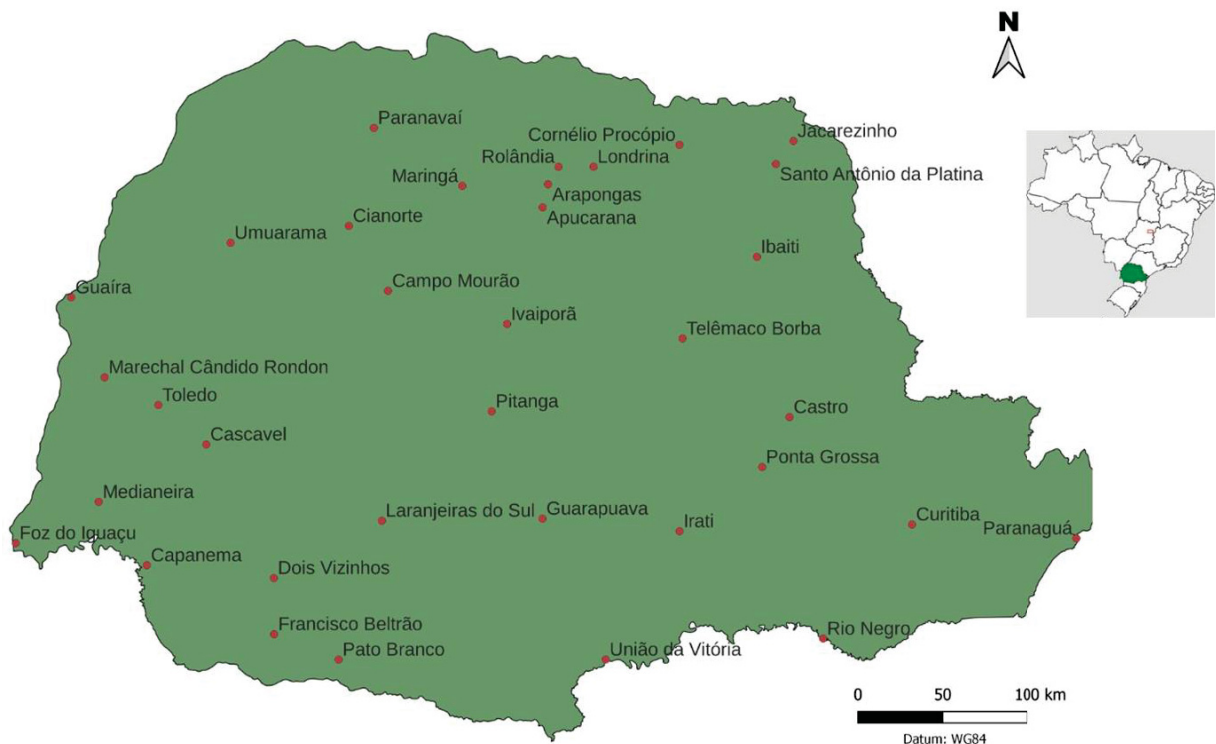 N
Paranavaí
Cornélio Procópio
Jacarezinho
Rolândia
Londrina
Santo Antônio da Platina
Maringá
Arapongas
Apucarana
Cianorte
Umuarama
Ibaiti
Campo Mourão
Guaíra
Ivaiporã
Telêmaco Borba
Marechal Cândido Rondon
Toledo
Pitanga
Castro
Cascavel
Ponta Grossa
Medianeira
Laranjeiras do Sul
Guarapuava
Irati
Curitiba
Foz do Iguaçu
Paranaguá
Capanema
Dois Vizinhos
Francisco Beltrão
Rio Negro
Pato Branco
União da Vitória
0 50 100 km
Datum: WG84